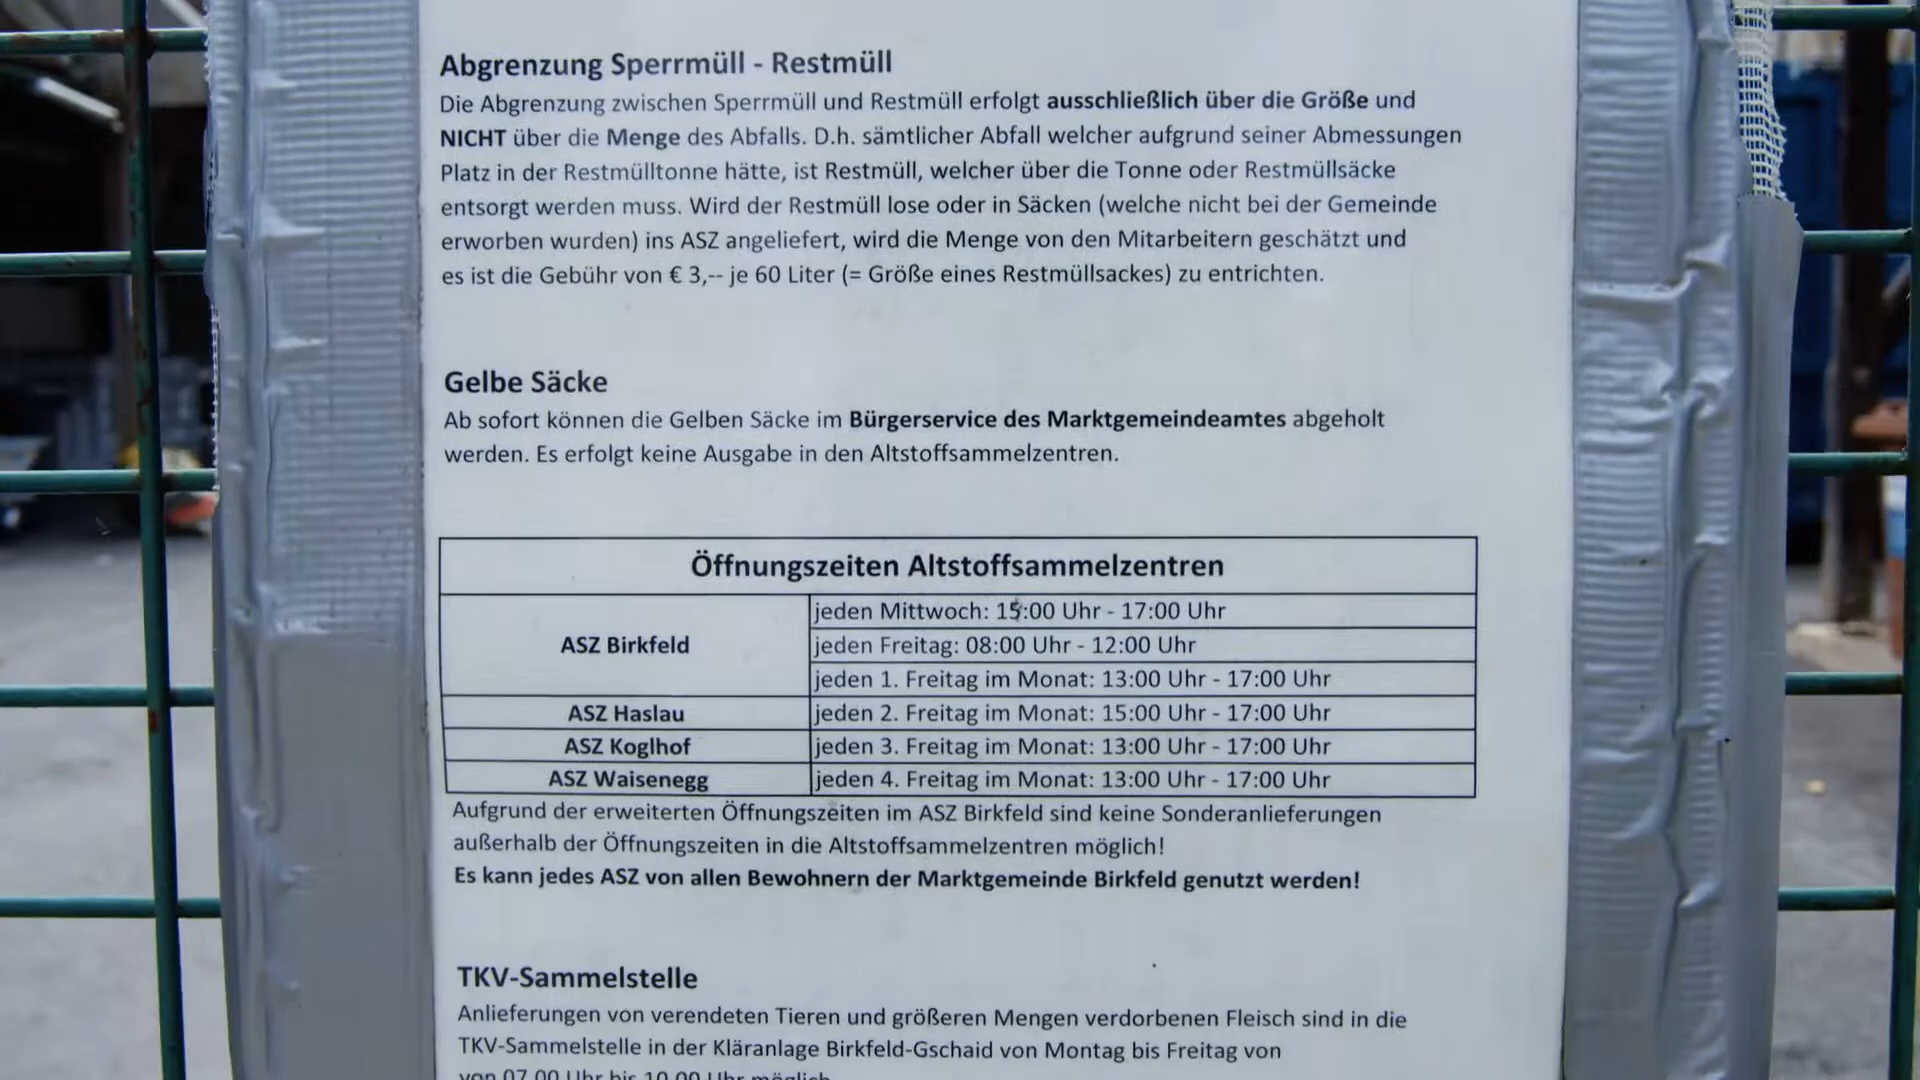 Abgrenzung Sperrmüll - Restmüll
Die Abgrenzung zwischen Sperrmüll und Restmüll erfolgt ausschließlich über die Größe und
NICHT über die Menge des Abfalls. D.h. sämtlicher Abfall welcher aufgrund seiner Abmessungen
Platz in der Restmülltonne hätte, ist Restmüll, welcher über die Tonne oder Restmüllsäcke
entsorgt werden muss. Wird der Restmüll lose oder in Säcken (welche nicht bei der Gemeinde
erworben wurden) ins ASZ angeliefert, wird die Menge von den Mitarbeitern geschätzt und
es ist die Gebühr von € 3,-- je 60 Liter (= Größe eines Restmüllsackes) zu entrichten.
Gelbe Säcke
Ab sofort können die Gelben Säcke im Bürgerservice des Marktgemeindeamtes abgeholt
werden. Es erfolgt keine Ausgabe in den Altstoffsammelzentren.
Öffnungszeiten Altstoffsammelzentren
jeden Mittwoch: 15:00 Uhr - 17:00 Uhr
ASZ Birkfeld jeden Freitag: 08:00 Uhr - 12:00 Uhr
jeden 1. Freitag im Monat: 13:00 Uhr - 17:00 Uhr
ASZ Haslau jeden 2. Freitag im Monat: 15:00 Uhr - 17:00 Uhr
ASZ Koglhof jeden 3. Freitag im Monat: 13:00 Uhr - 17:00 Uhr
ASZ Waisenegg jeden 4. Freitag im Monat: 13:00 Uhr - 17:00 Uhr
Aufgrund der erweiterten Öffnungszeiten im ASZ Birkfeld sind keine Sonderanlieferungen
außerhalb der Öffnungszeiten in die Altstoffsammelzentren möglich!
Es kann jedes ASZ von allen Bewohnern der Marktgemeinde Birkfeld genutzt werden!
TKV-Sammelstelle
Anlieferungen von verendeten Tieren und größeren Mengen verdorbenen Fleisch sind in die
TKV-Sammelstelle in der Kläranlage Birkfeld-Gschaid von Montag bis Freitag von
von 07.00 Uhr bis 10.00 Uhr möglich